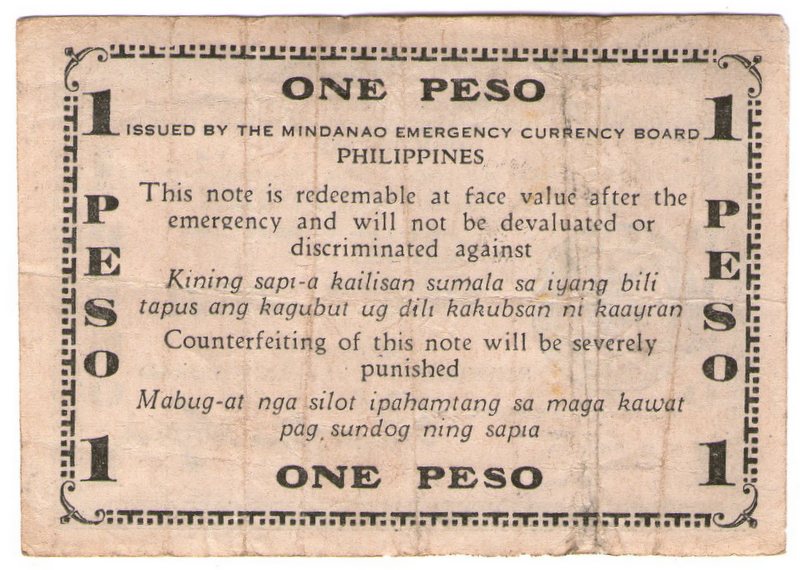 ONE PESO
1 1
ISSUED BY THE MINDANAO EMERGENCY CURRENCY BOARD
PHILIPPINES
This note is redeemable at face value after the
emergency and will not be devaluated or
discriminated against
Kining sapi-a kailisan sumala sa iyang bili
tapus ang kagubut ug dili kakubsan ni kaayran
Counterfeiting of this note will be severely
punished
Mabug-at nga silot ipahamtang sa maga kawat
pag sundog ning sapia
PESO
PESO
1 1
ONE PESO